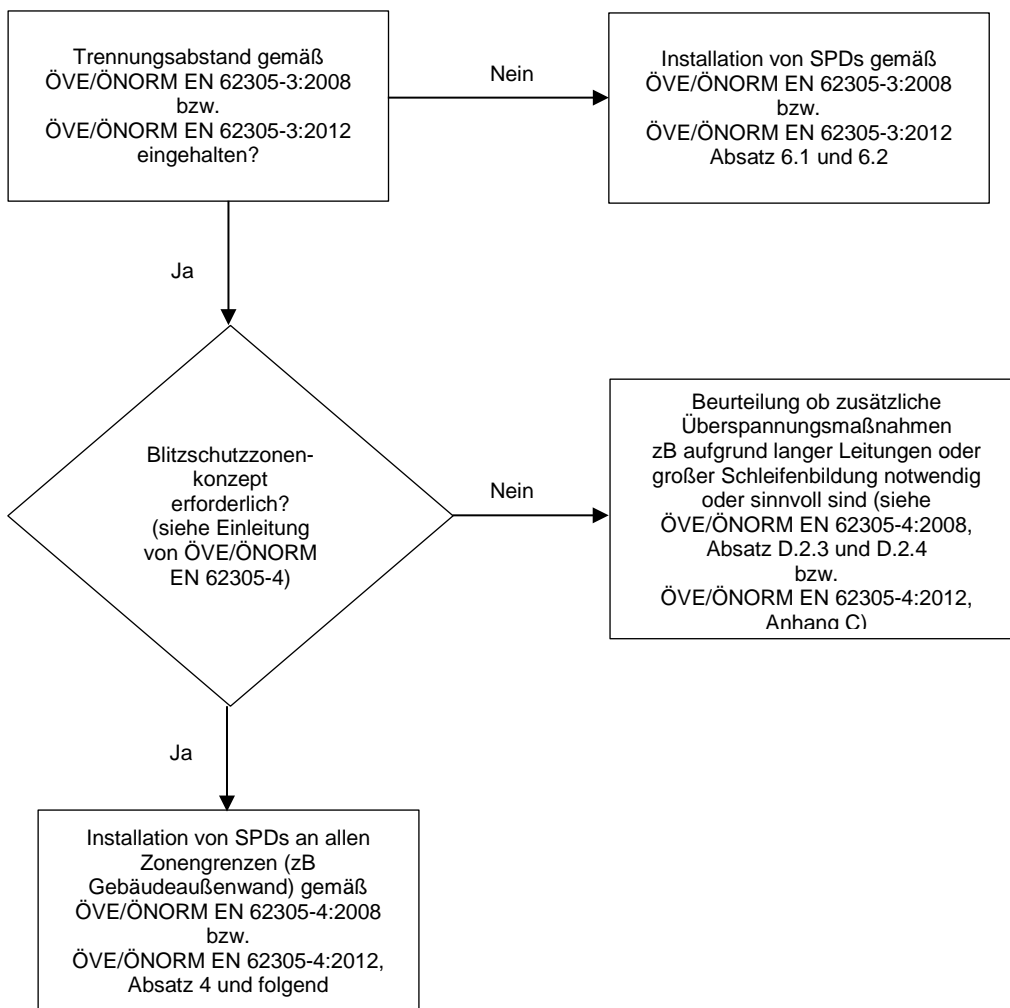 Trennungsabstand gemäß
ÖVE/ÖNORM EN 62305-3:2008
bzw.
ÖVE/ÖNORM EN 62305-3:2012
eingehalten?
Nein
Installation von SPDs gemäß
ÖVE/ÖNORM EN 62305-3:2008
bzw.
ÖVE/ÖNORM EN 62305-3:2012
Absatz 6.1 und 6.2
Ja
Blitzschutzzonen-
konzept
erforderlich?
(siehe Einleitung
von ÖVE/ÖNORM
EN 62305-4)
Nein
Beurteilung ob zusätzliche
Überspannungsmaßnahmen
zB aufgrund langer Leitungen oder
großer Schleifenbildung notwendig
oder sinnvoll sind (siehe
ÖVE/ÖNORM EN 62305-4:2008,
Absatz D.2.3 und D.2.4
bzw.
ÖVE/ÖNORM EN 62305-4:2012,
Anhang C)
Ja
Installation von SPDs an allen
Zonengrenzen (zB
Gebäudeaußenwand) gemäß
ÖVE/ÖNORM EN 62305-4:2008
bzw.
ÖVE/ÖNORM EN 62305-4:2012,
Absatz 4 und folgend